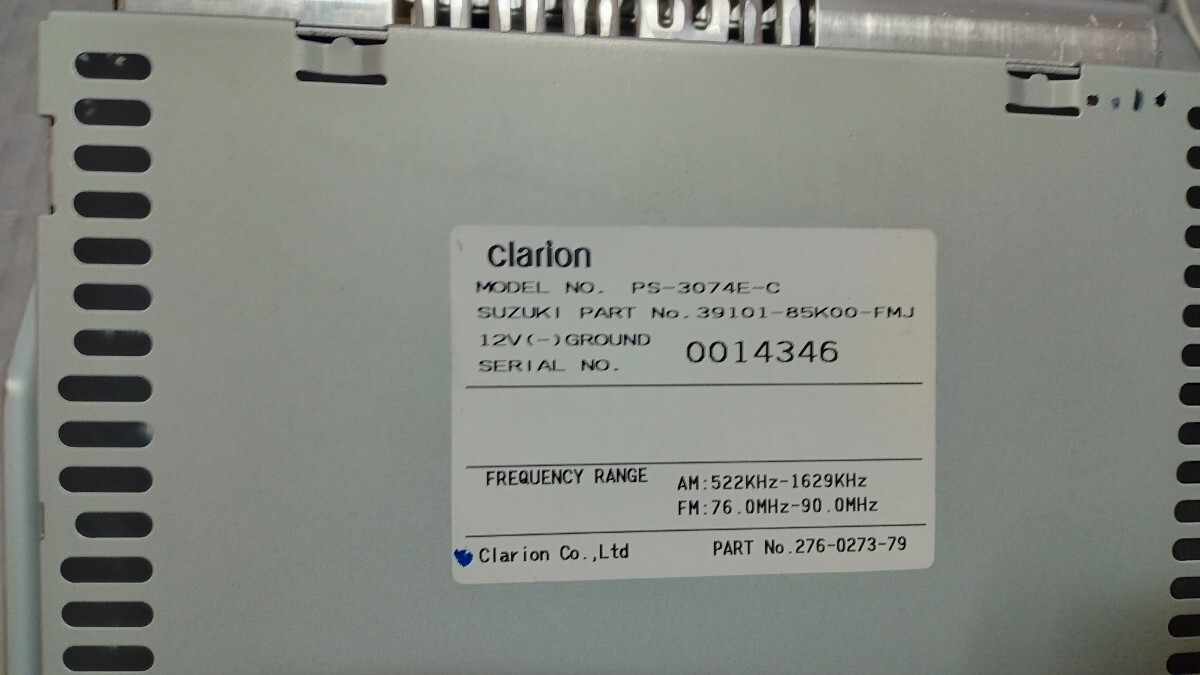 Clarion
MODEL NO. PS-3074E-C
SUZUKI PART No.39101-85K00-FMJ
12V(-)GROUND
SERIAL NO. 0014346
FREQUENCY RANGE AM:522KHz-1629KHz
FM:76.0MHz-90.0MHz
Clarion Co.,Ltd PART No.276-0273-79